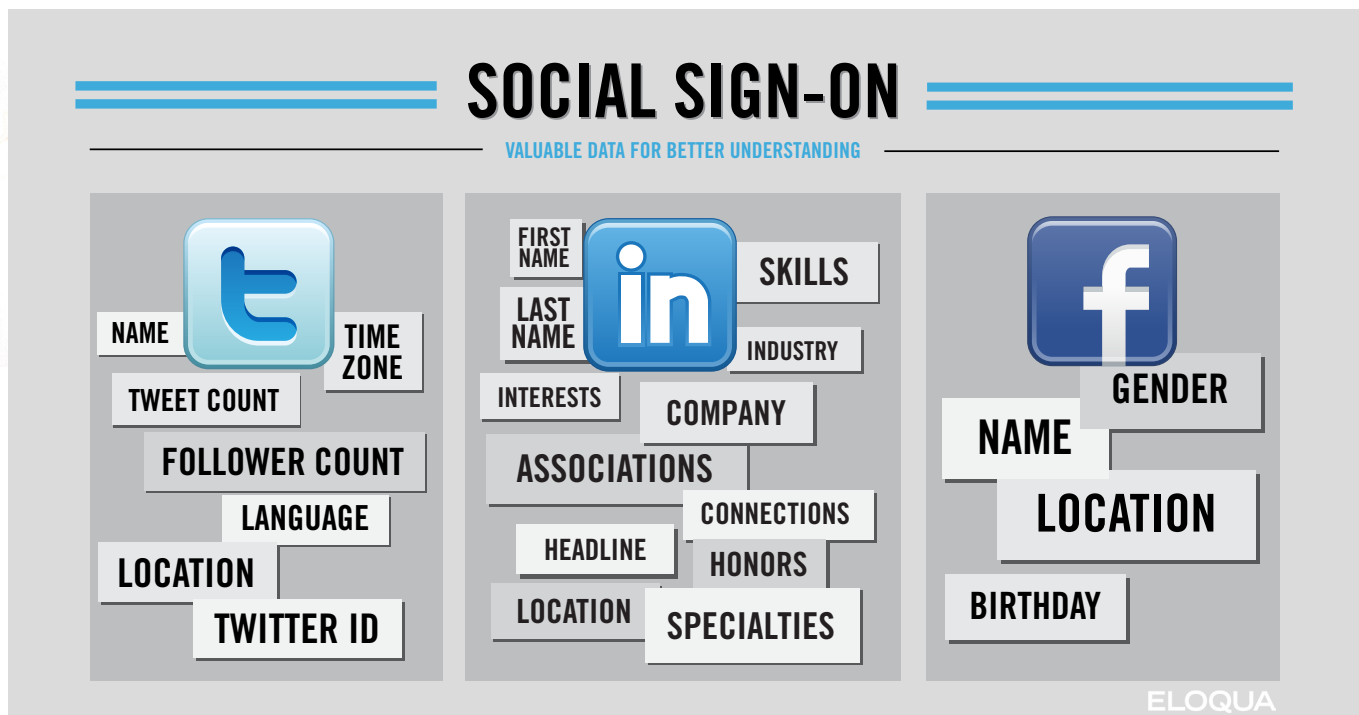 SOCIAL SIGN-ON
VALUABLE DATA FOR BETTER UNDERSTANDING
NAME
TIME
ZONE
TWEET COUNT
FOLLOWER COUNT
LANGUAGE
LOCATION
TWITTER ID
FIRST
NAME
in
SKILLS
LAST
NAME
INDUSTRY
INTERESTS
COMPANY
ASSOCIATIONS
CONNECTIONS
HEADLINE
HONORS
LOCATION
SPECIALTIES
GENDER
NAME
LOCATION
BIRTHDAY
ELOQUA